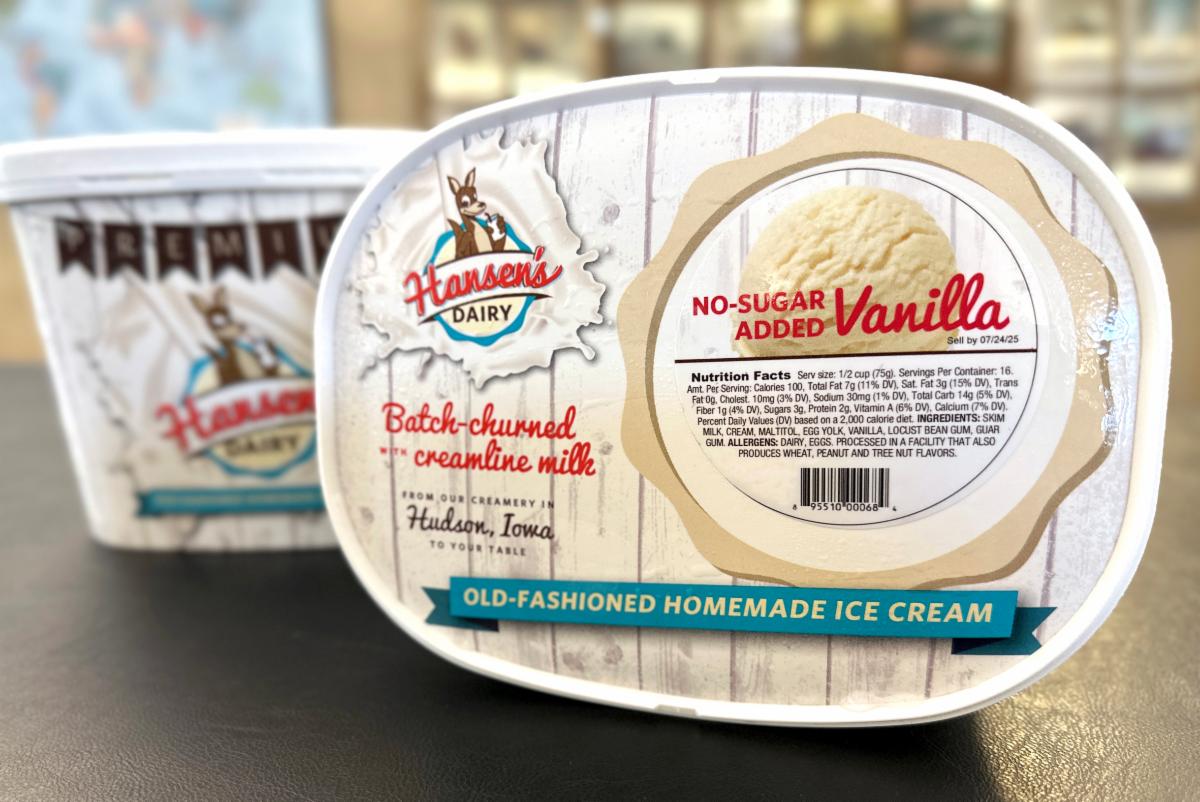 PREMIU
Hansen
DAIRY
Hansen's
DAIRY
Batch-churned
WITH creamline milk
FROM OUR CREAMERY IN
Hudson, Iowa
TO YOUR TABLE
NO-SUGAR
ADDED Vanilla
Sell by 07/24/25
Nutrition Facts Serv size: 1/2 cup (75g). Servings Per Container: 16.
Amt. Per Serving: Calories 100, Total Fat 7g (11% DV), Sat. Fat 3g (15% DV), Trans
Fat 0g, Cholest. 10mg (3% DV), Sodium 30mg (1% DV), Total Carb 14g (5% DV),
Fiber 1g (4% DV), Sugars 3g, Protein 2g, Vitamin A (6% DV), Calcium (7% DV).
Percent Daily Values (DV) based on a 2,000 calorie diet. INGREDIENTS: SKIM
MILK, CREAM, MALTITOL, EGG YOLK, VANILLA, LOCUST BEAN GUM, GUAR
GUM. ALLERGENS: DAIRY, EGGS. PROCESSED IN A FACILITY THAT ALSO
PRODUCES WHEAT, PEANUT AND TREE NUT FLAVORS.
8 95510 00068 4
OLD-FASHIONED HOMEMADE ICE CREAM